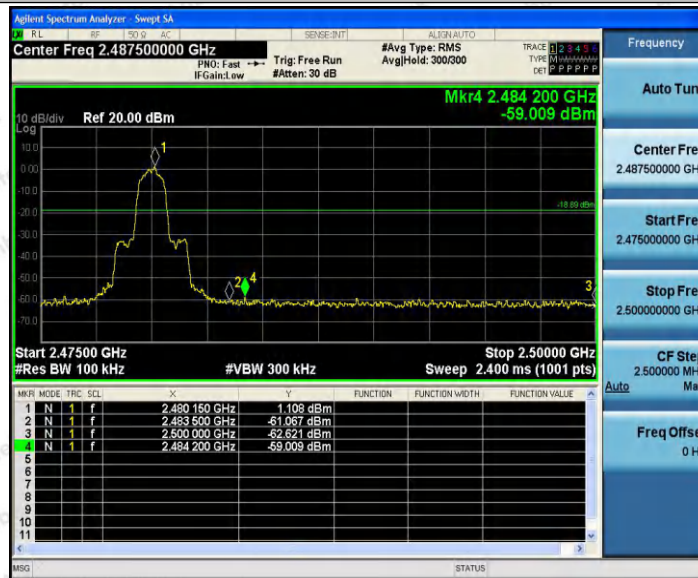 Agilent Spectrum Analyzer - Swept SA
RL RF 50 Ω AC SENSE:INT ALIGN AUTO
Center Freq 2.487500000 GHz
PNO: Fast
IFGain:Low
Trig: Free Run
#Atten: 30 dB
#Avg Type: RMS
Avg|Hold: 300/300
TRACE 1 2 3 4 5 6
TYPE M
DET P P P P P P
Mkr4 2.484 200 GHz
-59.009 dBm
10 dB/div Ref 20.00 dBm
Log
10.0
0.00
-10.0
-20.0
-30.0
-40.0
-50.0
-60.0
-70.0
1
-18.89 dBm
2
4
3
Start 2.47500 GHz Stop 2.50000 GHz
#Res BW 100 kHz #VBW 300 kHz Sweep 2.400 ms (1001 pts)
MKR MODE TRC SCL X Y FUNCTION FUNCTION WIDTH FUNCTION VALUE
1 N 1 f 2.480 150 GHz 1.108 dBm
2 N 1 f 2.483 500 GHz -61.067 dBm
3 N 1 f 2.500 000 GHz -62.621 dBm
4 N 1 f 2.484 200 GHz -59.009 dBm
5
6
7
8
9
10
11
MSG STATUS
Frequency
Auto Tun
Center Fre
2.487500000 GH
Start Fre
2.475000000 GH
Stop Fre
2.500000000 GH
CF Ste
2.500000 MH
Auto Ma
Freq Offse
0 H